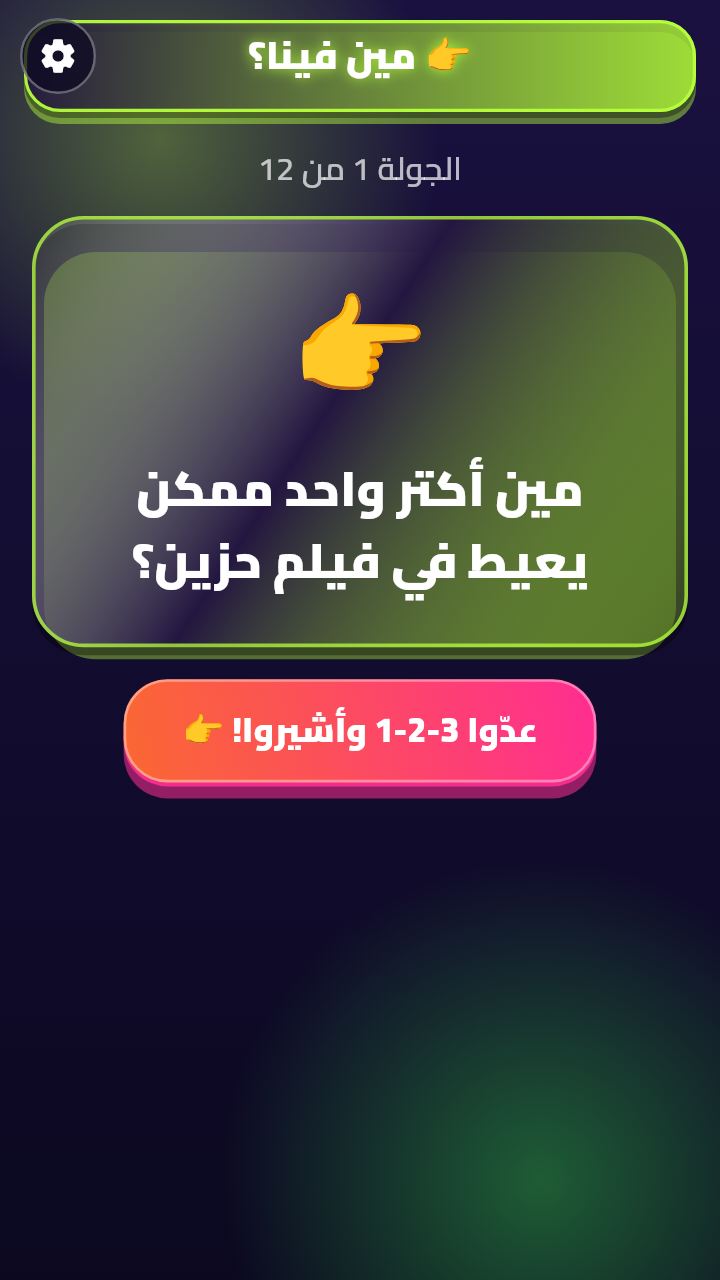 👉 مين فينا؟
الجولة 1 من 12
مين أكتر واحد ممكن
يعيط في فيلم حزين؟
عدّوا 3-2-1 وأشيروا! 👉